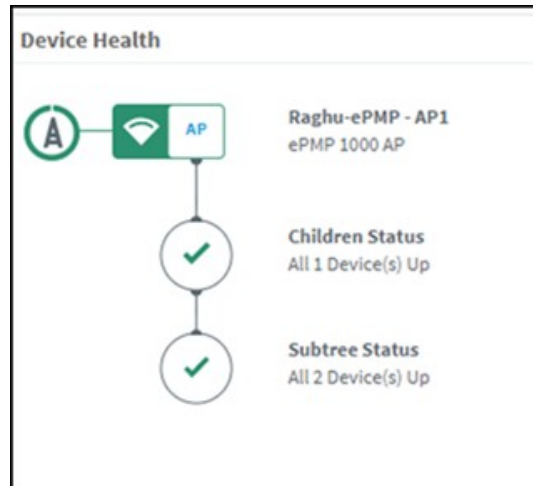 Device Health
AP
Raghu-ePMP - AP1
ePMP 1000 AP
Children Status
All 1 Device(s) Up
Subtree Status
All 2 Device(s) Up